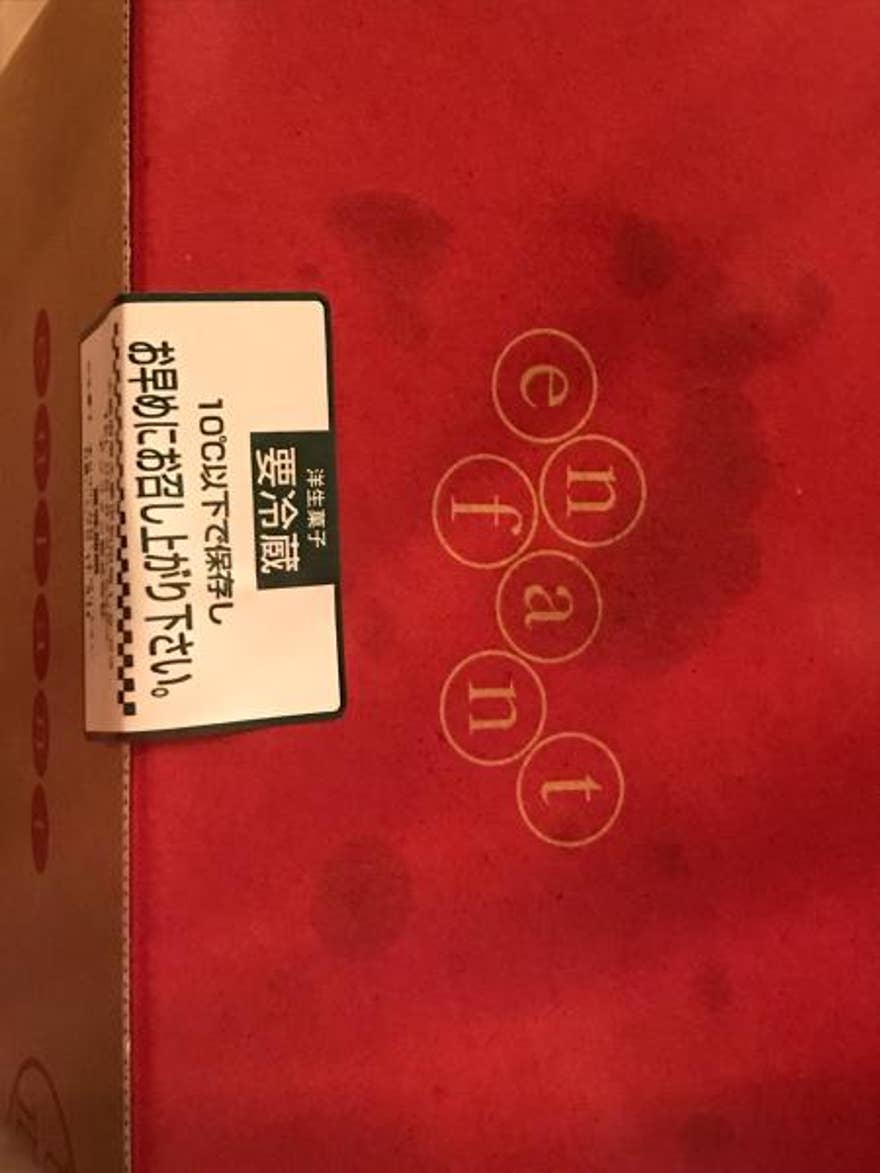 洋生菓子
要冷蔵
10℃以下で保存し
お早めにお召し上がり下さい。
enfant